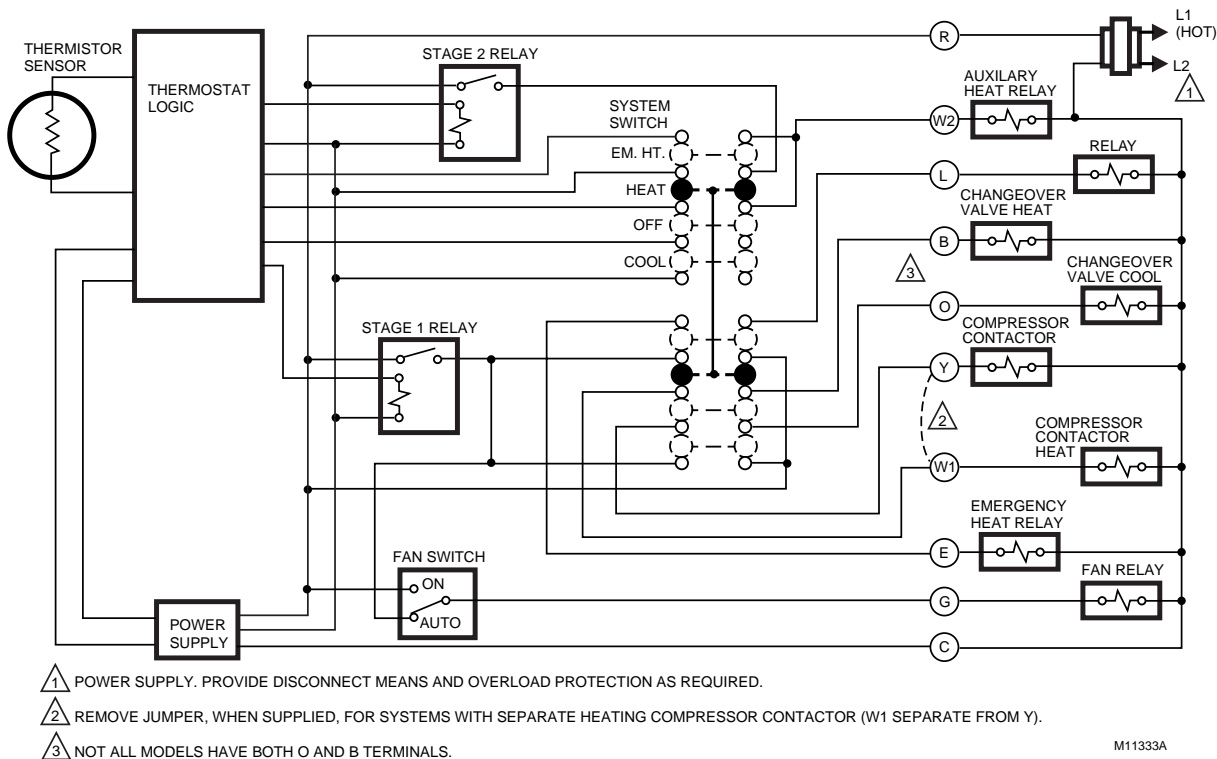 L1
(HOT)
R
THERMISTOR
SENSOR
STAGE 2 RELAY
L2
1
THERMOSTAT
LOGIC
AUXILARY
HEAT RELAY
SYSTEM
SWITCH
W2
EM. HT.
RELAY
L
HEAT
CHANGEOVER
VALVE HEAT
OFF
B
COOL
3
CHANGEOVER
VALVE COOL
O
STAGE 1 RELAY
COMPRESSOR
CONTACTOR
Y
2
COMPRESSOR
CONTACTOR
HEAT
W1
EMERGENCY
HEAT RELAY
E
FAN SWITCH
FAN RELAY
ON
G
AUTO
POWER
SUPPLY
C
1 POWER SUPPLY. PROVIDE DISCONNECT MEANS AND OVERLOAD PROTECTION AS REQUIRED.
2 REMOVE JUMPER, WHEN SUPPLIED, FOR SYSTEMS WITH SEPARATE HEATING COMPRESSOR CONTACTOR (W1 SEPARATE FROM Y).
3 NOT ALL MODELS HAVE BOTH O AND B TERMINALS.
M11333A